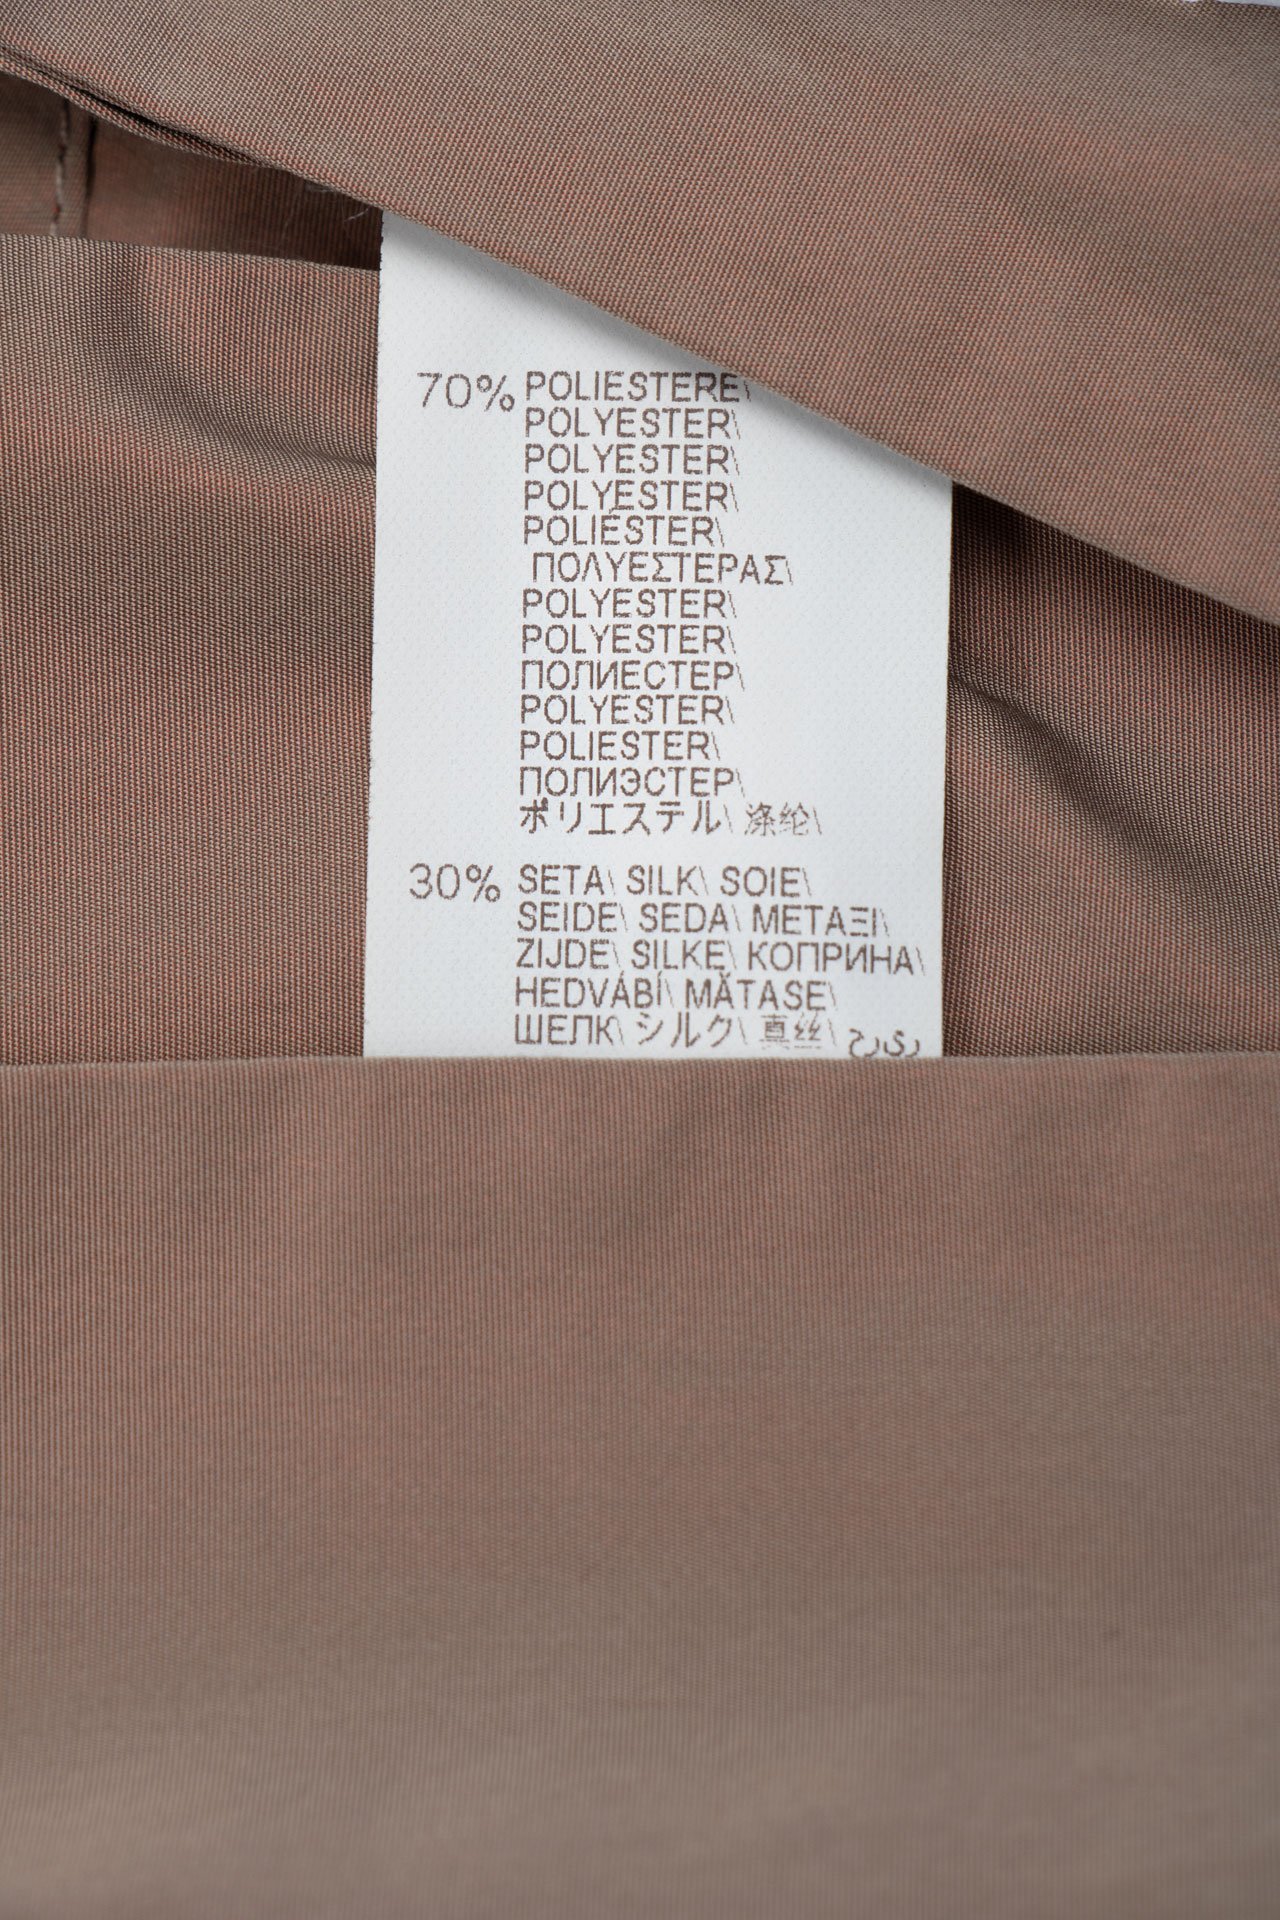 70% POLIESTERE\
POLYESTER\
POLYESTER\
POLYESTER\
POLIÉSTER\
ΠΟΛΥΕΣΤΕΡΑΣ\
POLYESTER\
POLYESTER\
ПОЛИЕСТЕР\
POLYESTER\
POLIESTER\
ПОЛИЭСТЕР\
ポリエステル\ 涤纶\
30% SETA\ SILK\ SOIE\
SEIDE\ SEDA\ ΜΕΤΑΞΙ\
ZIJDE\ SILKE\ КОПРИНА\
HEDVÁBÍ\ MĂTASE\
ШЕЛК\ シルク\ 真丝\